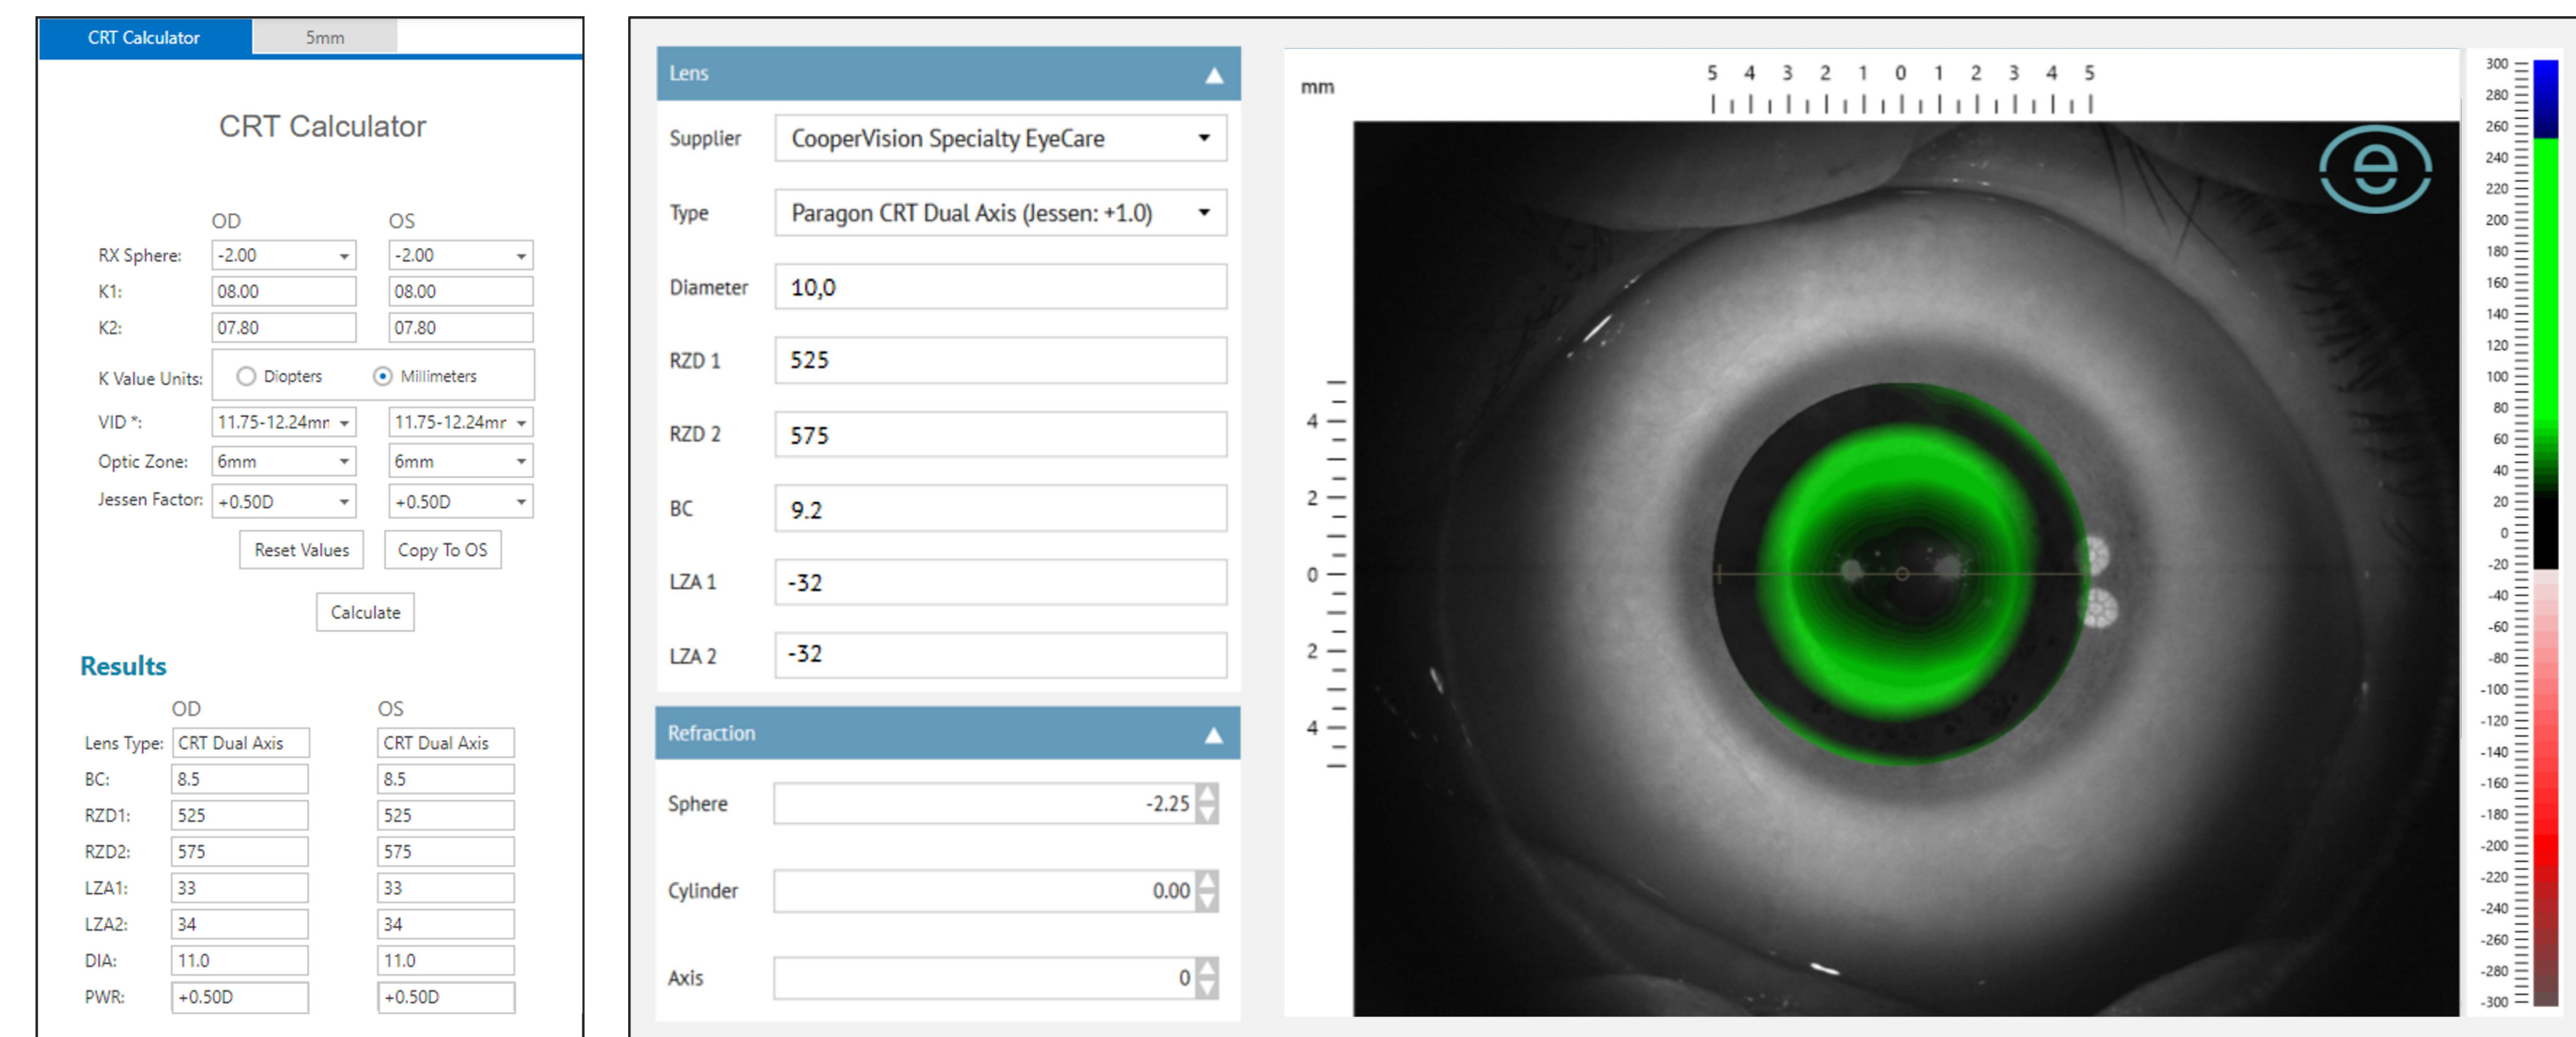 CRT Calculator 5mm
CRT Calculator
OD OS
RX Sphere: -2.00 -2.00
K1: 08.00 08.00
K2: 07.80 07.80
K Value Units: Diopters Millimeters
VID *: 11.75-12.24mr 11.75-12.24mr
Optic Zone: 6mm 6mm
Jessen Factor: +0.50D +0.50D
Reset Values Copy To OS
Calculate
Results
OD OS
Lens Type: CRT Dual Axis CRT Dual Axis
BC: 8.5 8.5
RZD1: 525 525
RZD2: 575 575
LZA1: 33 33
LZA2: 34 34
DIA: 11.0 11.0
PWR: +0.50D +0.50D
Lens
Supplier CooperVision Specialty EyeCare
Type Paragon CRT Dual Axis (Jessen: +1.0)
Diameter 10,0
RZD 1 525
RZD 2 575
BC 9.2
LZA 1 -32
LZA 2 -32
Refraction
Sphere -2.25
Cylinder 0.00
Axis 0
mm
5 4 3 2 1 0 1 2 3 4 5
4
2
0
2
4
e
300
280
260
240
220
200
180
160
140
120
100
80
60
40
20
0
-20
-40
-60
-80
-100
-120
-140
-160
-180
-200
-220
-240
-260
-280
-300